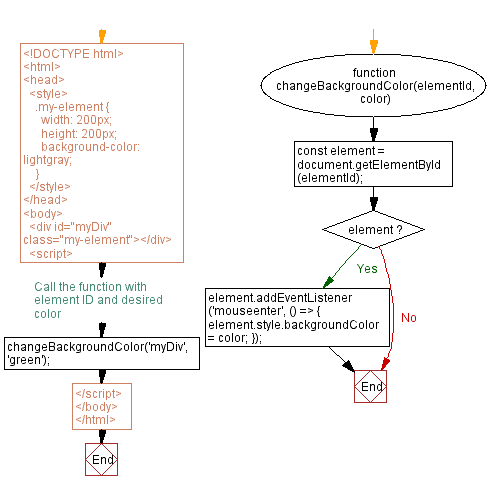 <!DOCTYPE html>
<html>
<head>
<style>
.my-element {
width: 200px;
height: 200px;
background-color:
lightgray;
}
</style>
</head>
<body>
<div id="myDiv"
class="my-element"></div>
<script>
Call the function with
element ID and desired
color
changeBackgroundColor('myDiv',
'green');
</script>
</body>
</html>
End
function
changeBackgroundColor(elementId,
color)
const element =
document.getElementById
(elementId);
element ?
Yes
No
element.addEventListener
('mouseenter', () => {
element.style.backgroundColor
= color; });
End